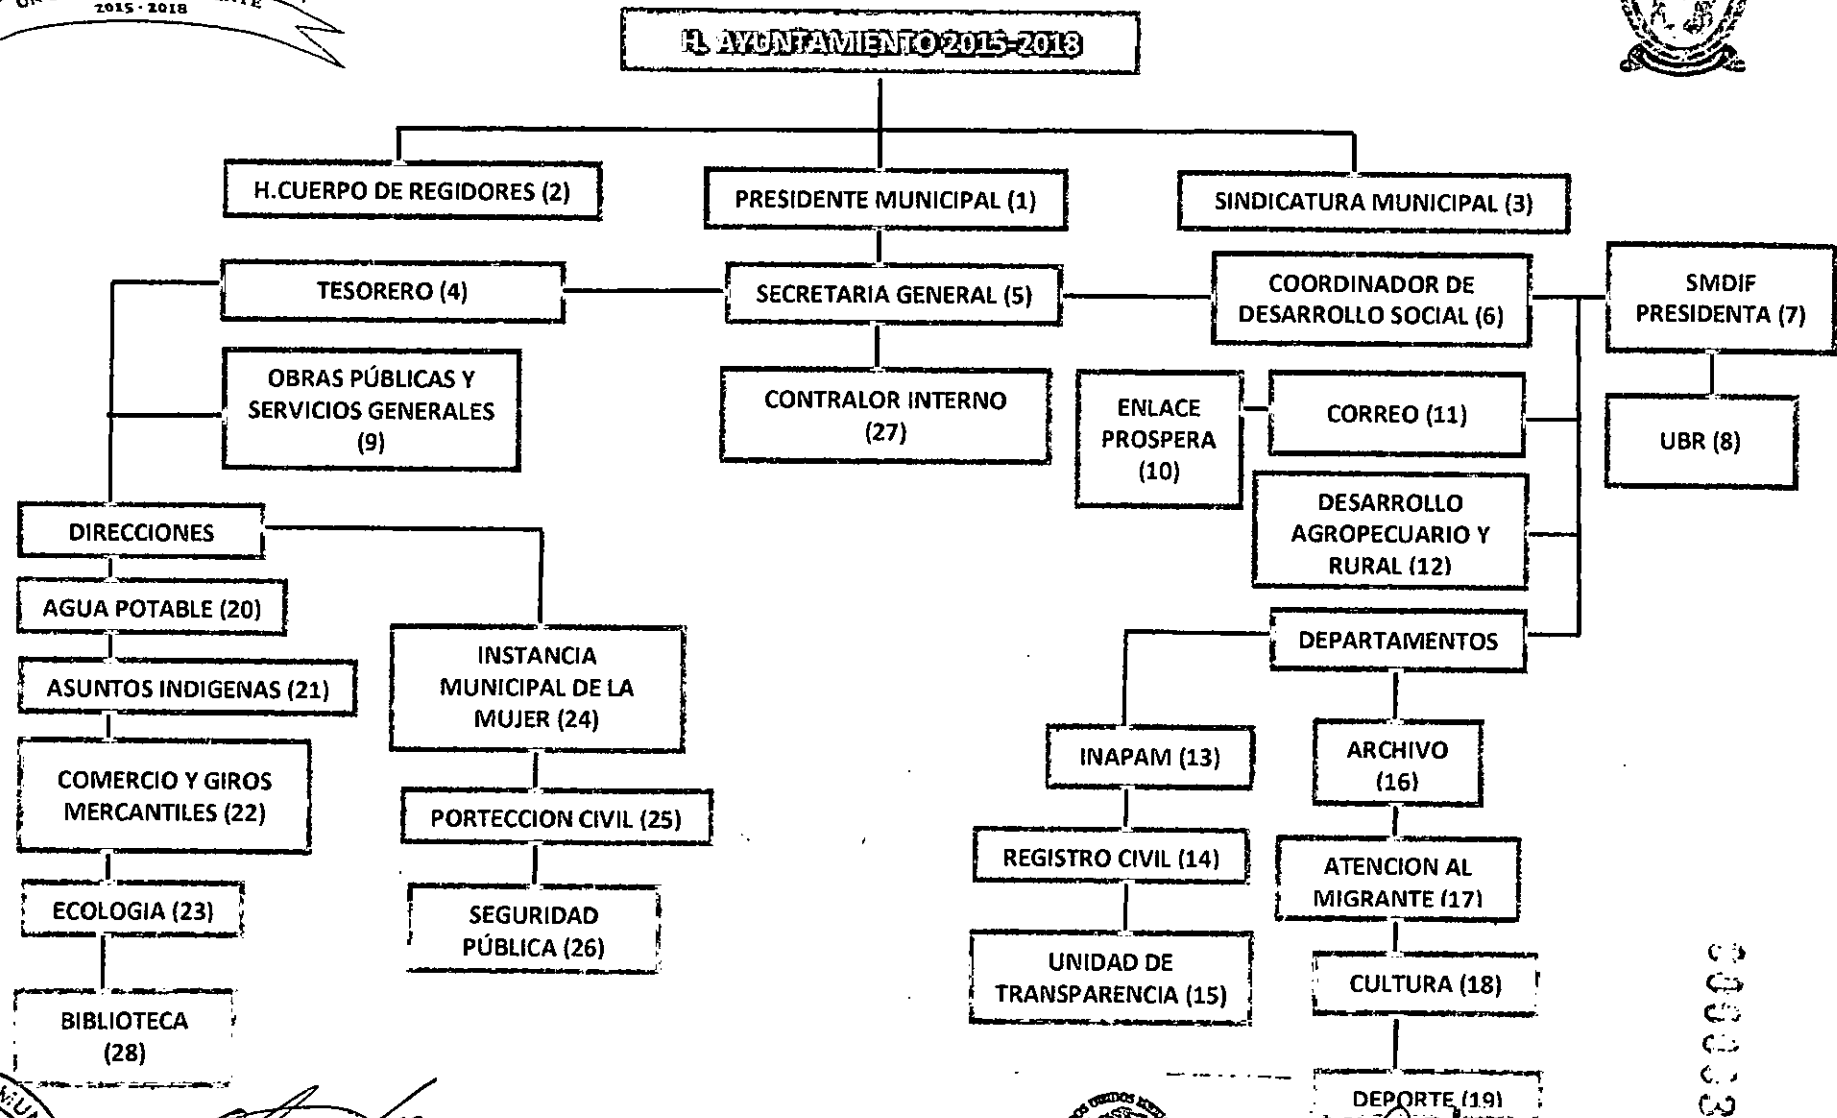 2015 - 2018
H. AYUNTAMIENTO 2015-2018
H.CUERPO DE REGIDORES (2)
PRESIDENTE MUNICIPAL (1)
SINDICATURA MUNICIPAL (3)
TESORERO (4)
SECRETARIA GENERAL (5)
COORDINADOR DE
DESARROLLO SOCIAL (6)
SMDIF
PRESIDENTA (7)
OBRAS PÚBLICAS Y
SERVICIOS GENERALES
(9)
CONTRALOR INTERNO
(27)
ENLACE
PROSPERA
(10)
CORREO (11)
UBR (8)
DESARROLLO
AGROPECUARIO Y
RURAL (12)
DIRECCIONES
AGUA POTABLE (20)
ASUNTOS INDIGENAS (21)
COMERCIO Y GIROS
MERCANTILES (22)
ECOLOGIA (23)
BIBLIOTECA
(28)
INSTANCIA
MUNICIPAL DE LA
MUJER (24)
PORTECCION CIVIL (25)
SEGURIDAD
PÚBLICA (26)
DEPARTAMENTOS
INAPAM (13)
REGISTRO CIVIL (14)
UNIDAD DE
TRANSPARENCIA (15)
ARCHIVO
(16)
ATENCION AL
MIGRANTE (17)
CULTURA (18)
DEPORTE (19)